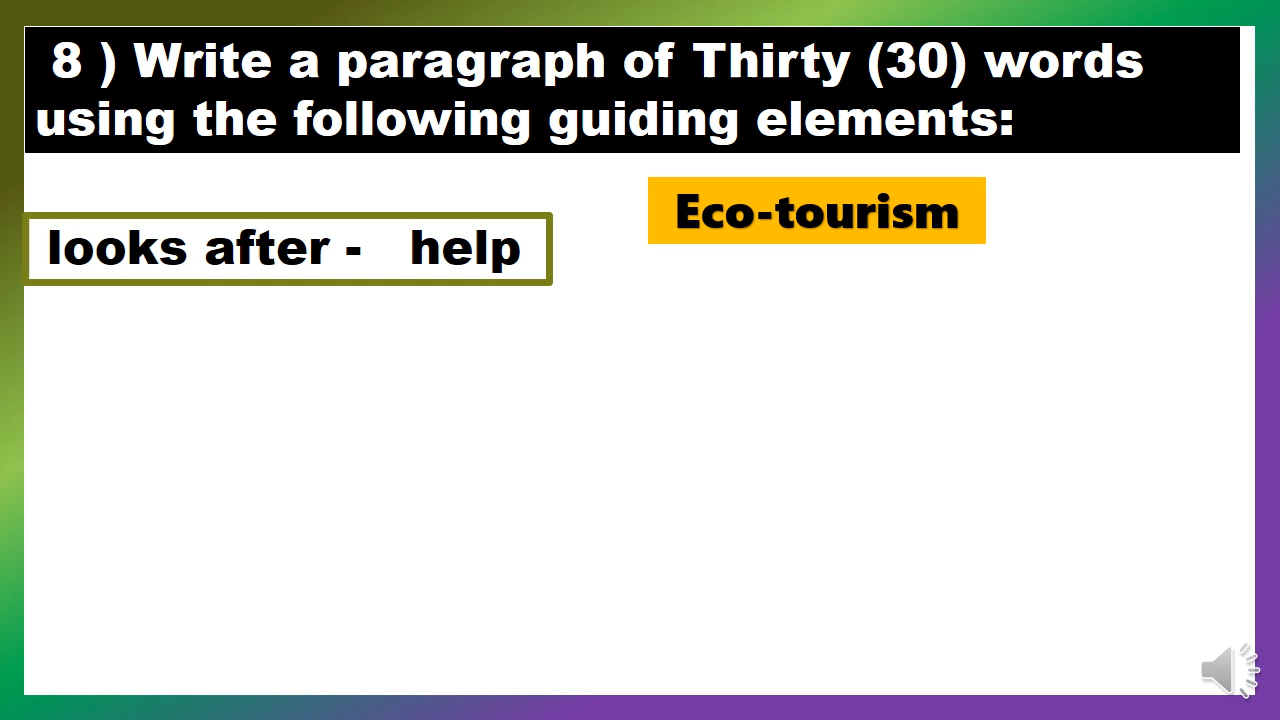 8 ) Write a paragraph of Thirty (30) words
using the following guiding elements:
Eco-tourism
looks after -   help